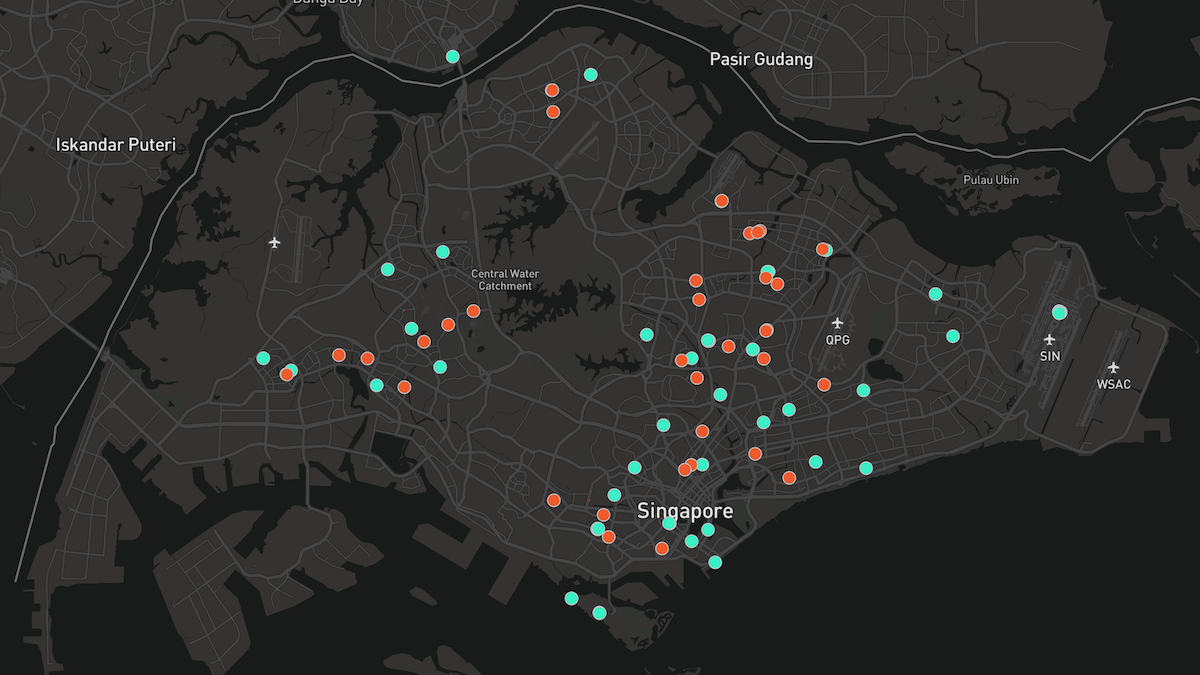 Danga Bay
Pasir Gudang
Iskandar Puteri
Pulau Ubin
Central Water
Catchment
QPG
SIN
WSAC
Singapore